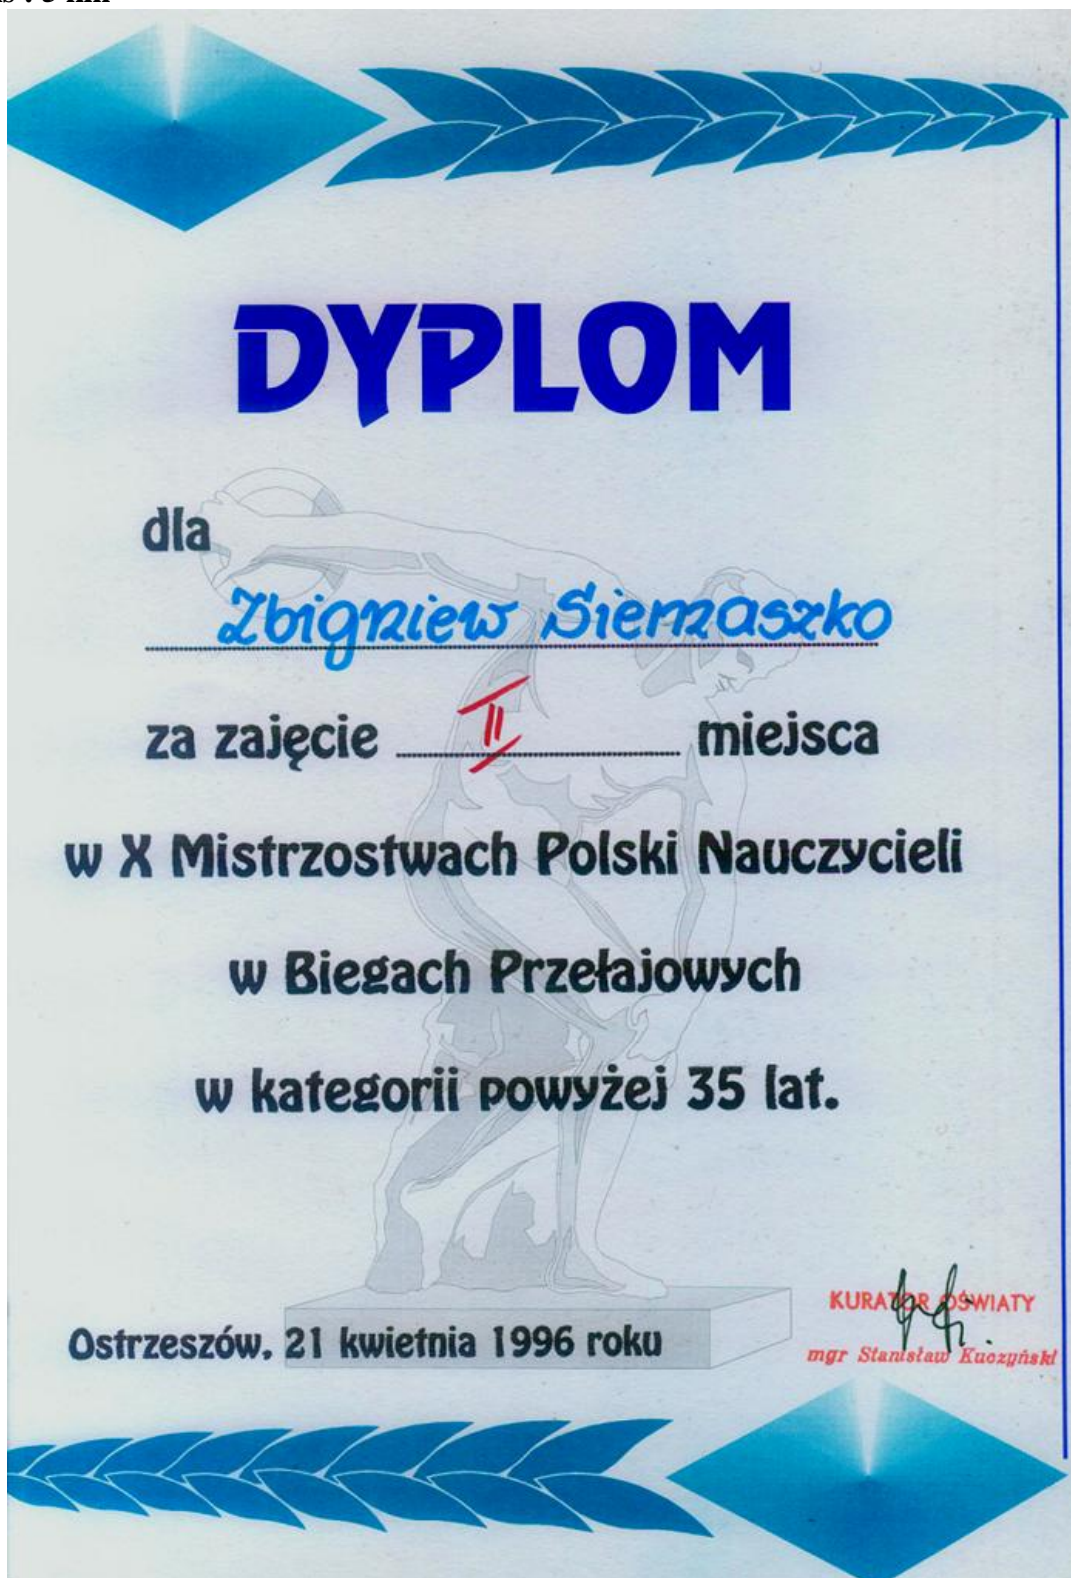 DYPLOM
dla
Zbigniew Siemaszko
za zajęcie II miejsca
w X Mistrzostwach Polski Nauczycieli
w Biegach Przełajowych
w kategorii powyżej 35 lat.
KURATOR OŚWIATY
mgr Stanisław Kuczyński
Ostrzeszów, 21 kwietnia 1996 roku